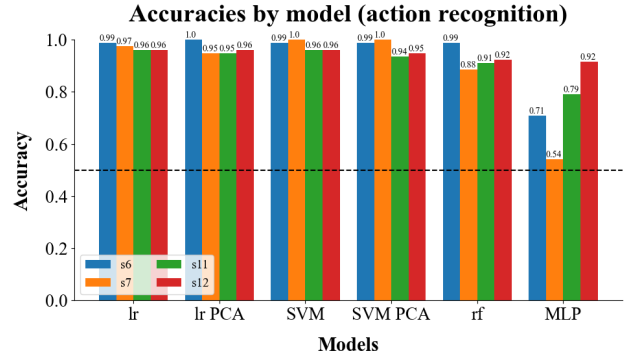 Accuracies by model (action recognition)
Accuracy
1.0
0.8
0.6
0.4
0.2
0.0
0.99 0.97 0.96 0.96
1.0 0.95 0.95 0.96
0.99 1.0 0.96 0.96
0.99 1.0 0.94 0.95
0.99 0.88 0.91 0.92
0.71 0.54 0.79 0.92
s6 s11
s7 s12
lr lr PCA SVM SVM PCA rf MLP
Models